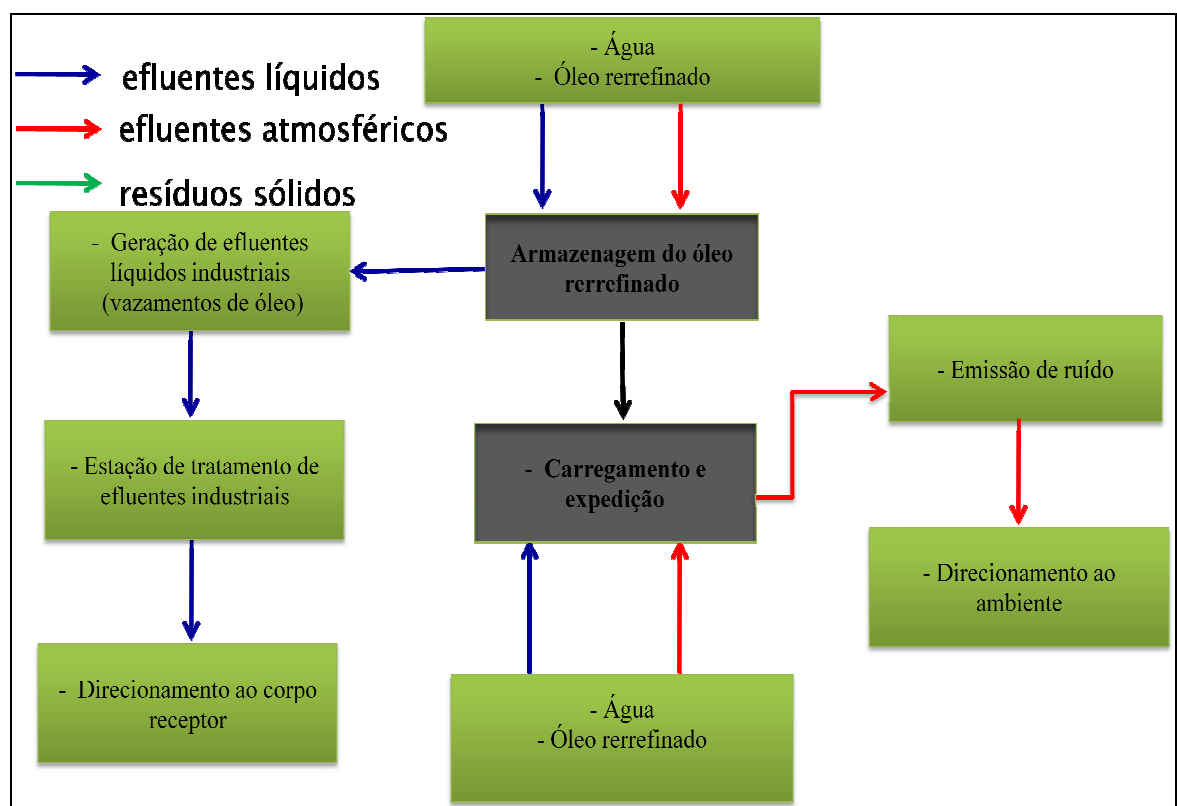 - Água
- Óleo rerrefinado
efluentes líquidos
efluentes atmosféricos
resíduos sólidos
- Geração de efluentes
líquidos industriais
(vazamentos de óleo)
Armazenagem do óleo
rerrefinado
- Emissão de ruído
- Estação de tratamento de
efluentes industriais
- Carregamento e
expedição
- Direcionamento ao
ambiente
- Direcionamento ao corpo
receptor
- Água
- Óleo rerrefinado